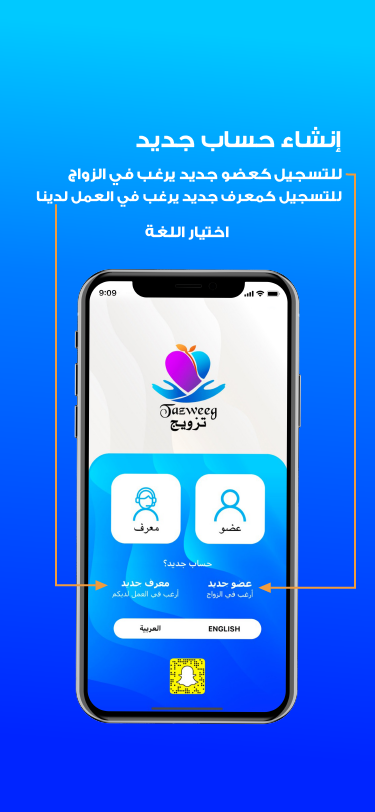 إنشاء حساب جديد
للتسجيل كعضو جديد يرغب في الزواج
للتسجيل كمعرف جديد يرغب في العمل لدينا
اختيار اللغة
9:09
Tazweeg
تزويج
عضو
معرف
حساب جديد؟
عضو جديد
معرف جديد
أرغب في الزواج
أرغب في العمل لديكم
ENGLISH
العربية